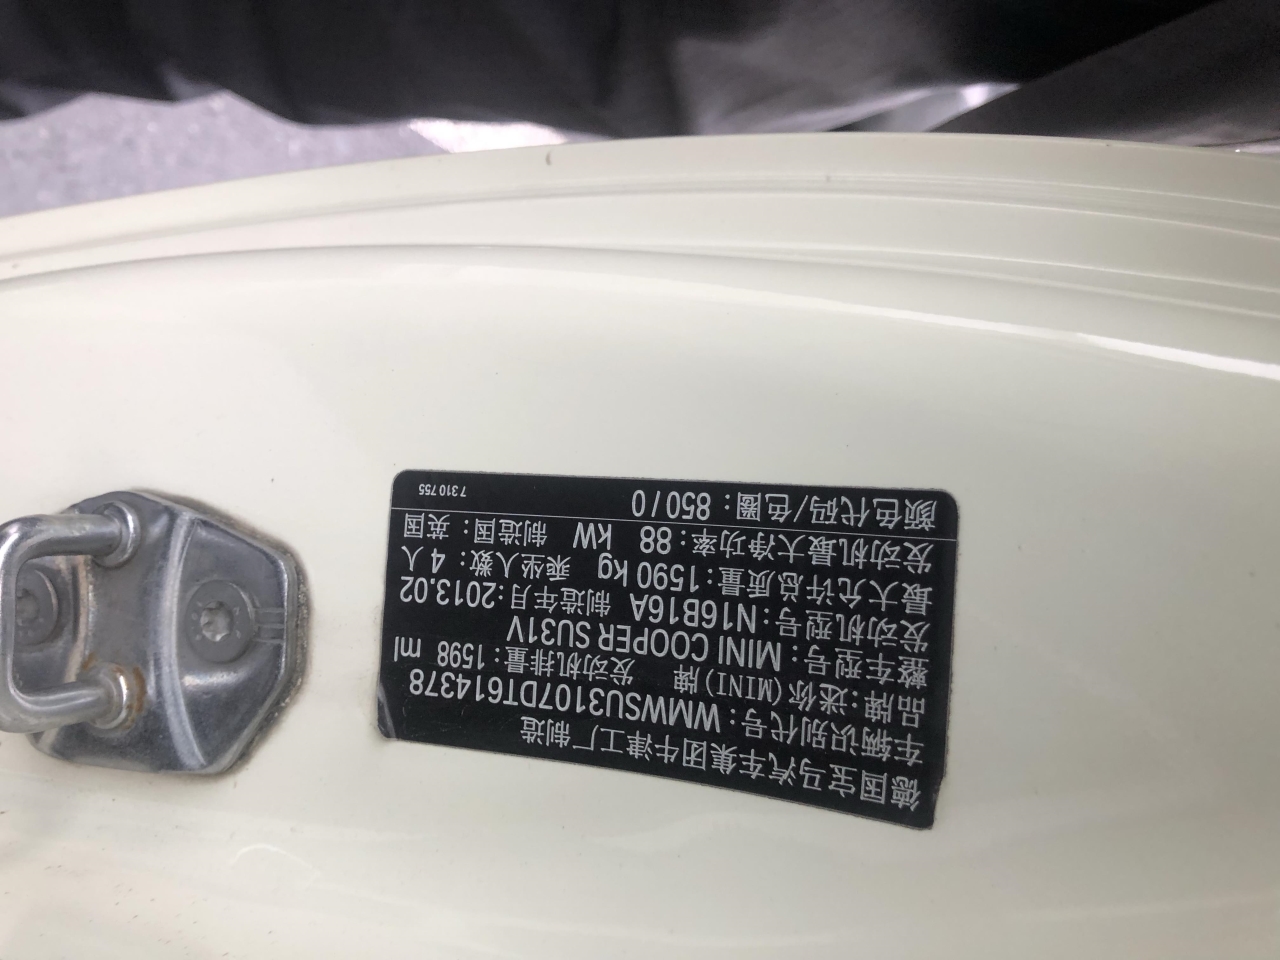 德国宝马汽车集团牛津工厂制造
车辆识别代号: WMWSU3107DT614378
品牌: 迷你(MINI)牌 发动机排量: 1598 ml
整车型号: MINI COOPER SU31V
发动机型号: N16B16A 制造年月: 2013.02
最大允许总质量: 1590 kg 乘坐人数: 4 人
发动机最大净功率: 88 kW 制造国: 英国
颜色代码/色圈: 850 / 0 7 310 755